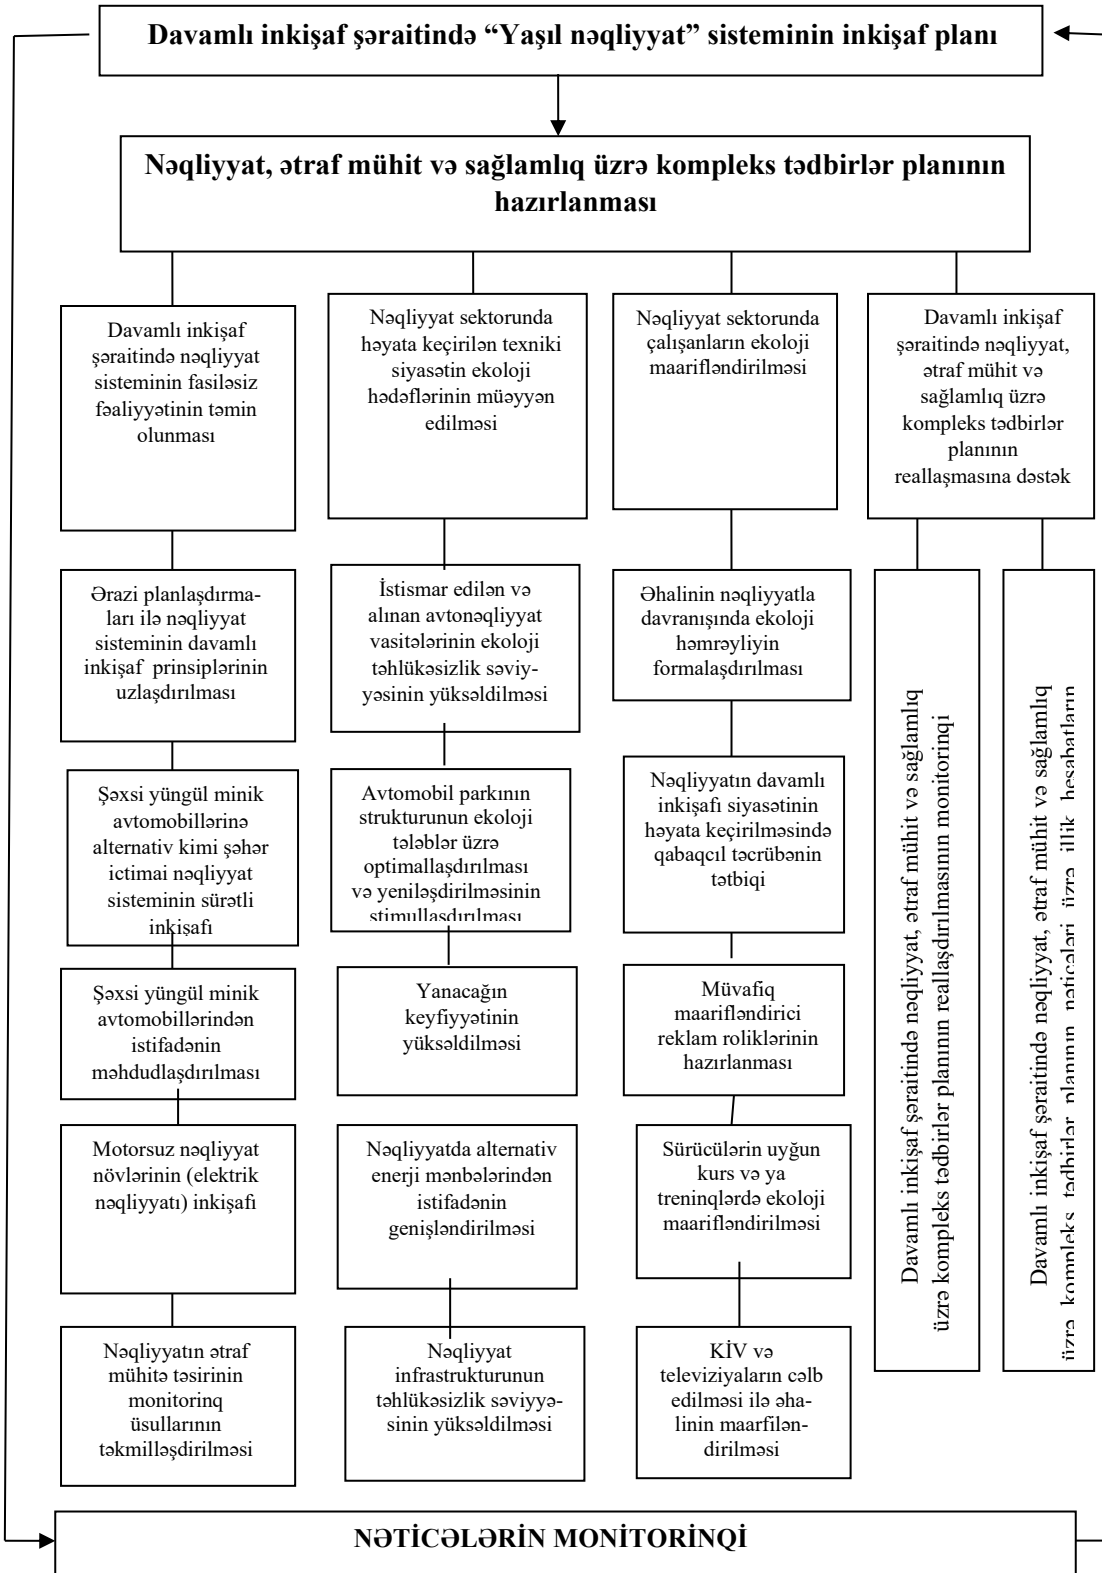 Davamlı inkişaf şəraitində “Yaşıl nəqliyyat” sisteminin inkişaf planı
Nəqliyyat, ətraf mühit və sağlamlıq üzrə kompleks tədbirlər planının
hazırlanması
Davamlı inkişaf
şəraitində nəqliyyat
sisteminin fasiləsiz
fəaliyyətinin təmin
olunması
Nəqliyyat sektorunda
həyata keçirilən texniki
siyasətin ekoloji
hədəflərinin müəyyən
edilməsi
Nəqliyyat sektorunda
çalışanların ekoloji
maarifləndirilməsi
Davamlı inkişaf
şəraitində nəqliyyat,
ətraf mühit və
sağlamlıq üzrə
kompleks tədbirlər
planının
reallaşmasına dəstək
Ərazi planlaşdırma-
ları ilə nəqliyyat
sisteminin davamlı
inkişaf prinsiplərinin
uzlaşdırılması
İstismar edilən və
alınan avtonəqliyyat
vasitələrinin ekoloji
təhlükəsizlik səviy-
yəsinin yüksəldilməsi
Əhalinin nəqliyyatla
davranışında ekoloji
həmrəyliyin
formalaşdırılması
Şəxsi yüngül minik
avtomobillərinə
alternativ kimi şəhər
ictimai nəqliyyat
sisteminin sürətli
inkişafı
Avtomobil parkının
strukturunun ekoloji
tələblər üzrə
optimallaşdırılması
və yeniləşdirilməsinin
stimullaşdırılması
Nəqliyyatın davamlı
inkişafı siyasətinin
həyata keçirilməsində
qabaqcıl təcrübənin
tətbiqi
Şəxsi yüngül minik
avtomobillərindən
istifadənin
məhdudlaşdırılması
Yanacağın
keyfiyyətinin
yüksəldilməsi
Müvafiq
maarifləndirici
reklam roliklərinin
hazırlanması
Motorsuz nəqliyyat
növlərinin (elektrik
nəqliyyatı) inkişafı
Nəqliyyatda alternativ
enerji mənbələrindən
istifadənin
genişləndirilməsi
Sürücülərin uyğun
kurs və ya
treninqlərdə ekoloji
maarifləndirilməsi
Nəqliyyatın ətraf
mühitə təsirinin
monitorinq
üsullarının
təkmilləşdirilməsi
Nəqliyyat
infrastrukturunun
təhlükəsizlik səviyyə-
sinin yüksəldilməsi
KİV və
televiziyaların cəlb
edilməsi ilə əha-
linin maarfilən-
dirilməsi
Davamlı inkişaf şəraitində nəqliyyat, ətraf mühit və sağlamlıq
üzrə kompleks tədbirlər planının reallaşdırılmasının monitorinqi
Davamlı inkişaf şəraitində nəqliyyat, ətraf mühit və sağlamlıq
üzrə kompleks tədbirlər planının nəticələri üzrə illik hesabatların
NƏTİCƏLƏRİN MONİTORİNQİ